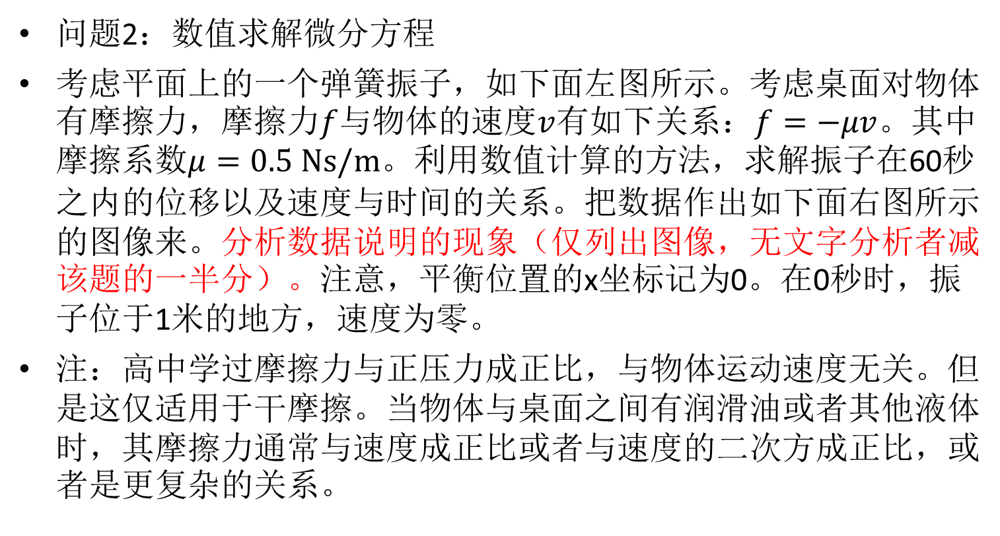 • 问题2：数值求解微分方程
• 考虑平面上的一个弹簧振子，如下面左图所示。考虑桌面对物体
有摩擦力，摩擦力f与物体的速度v有如下关系：f = −μv。其中
摩擦系数μ = 0.5 Ns/m。利用数值计算的方法，求解振子在60秒
之内的位移以及速度与时间的关系。把数据作出如下面右图所示
的图像来。分析数据说明的现象（仅列出图像，无文字分析者减
该题的一半分）。注意，平衡位置的x坐标记为0。在0秒时，振
子位于1米的地方，速度为零。
• 注：高中学过摩擦力与正压力成正比，与物体运动速度无关。但
是这仅适用于干摩擦。当物体与桌面之间有润滑油或者其他液体
时，其摩擦力通常与速度成正比或者与速度的二次方成正比，或
者是更复杂的关系。